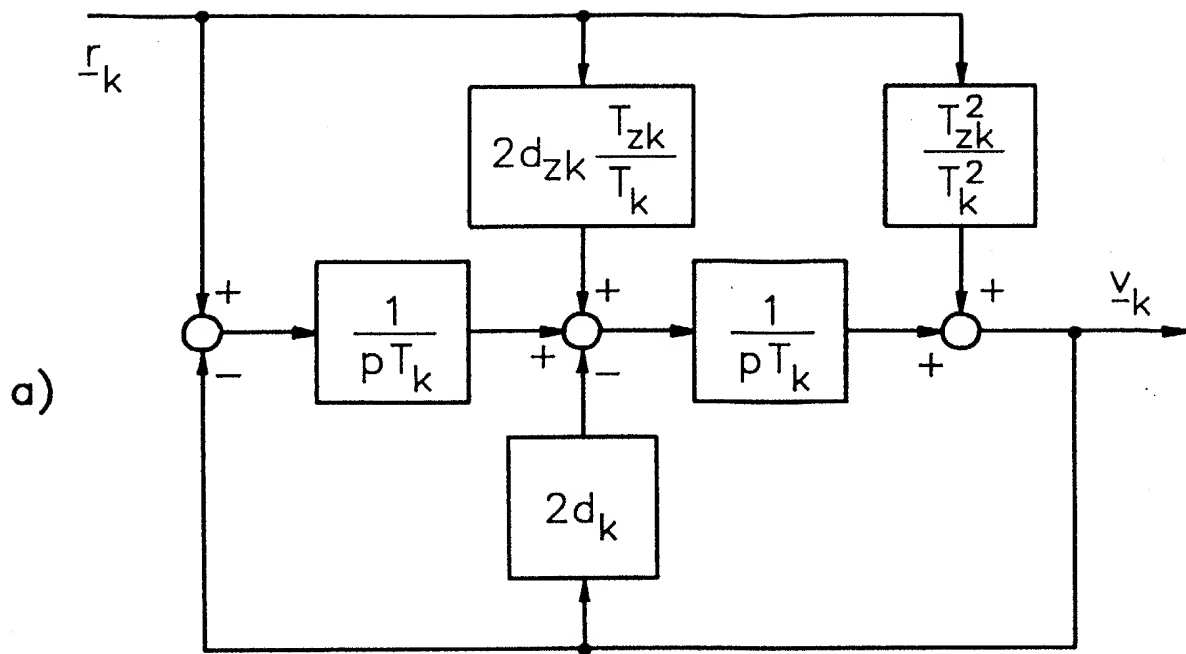 r_k
2d_zk T_zk / T_k
T_zk^2 / T_k^2
+
+
+
1 / pT_k
+
1 / pT_k
+
v_k
−
−
a)
2d_k